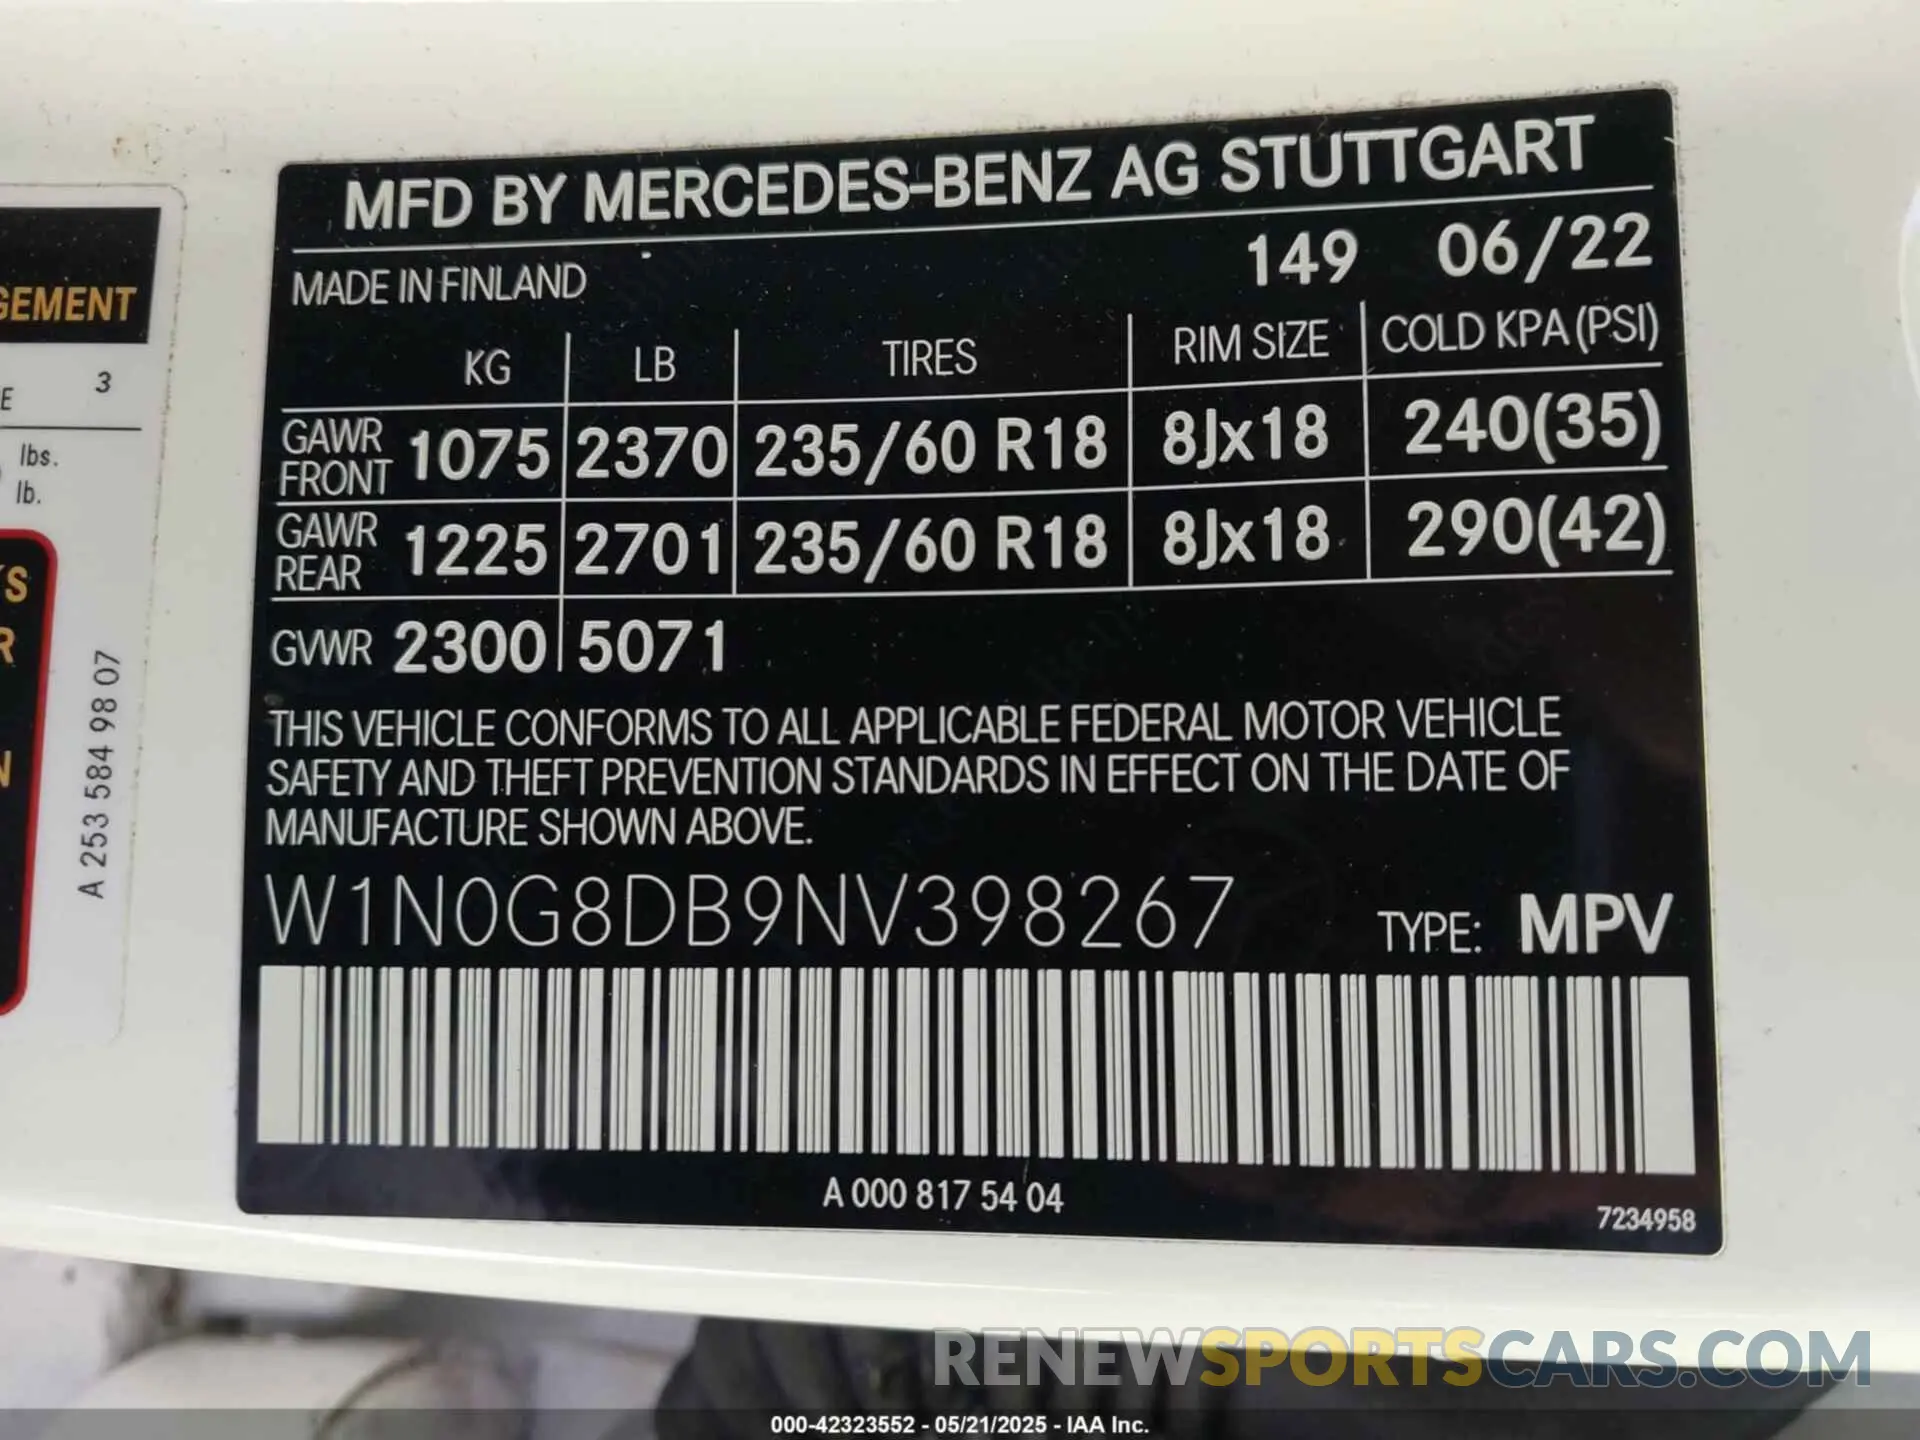 MFD BY MERCEDES-BENZ AG STUTTGART
MADE IN FINLAND 149 06/22
KG LB TIRES RIM SIZE COLD KPA (PSI)
GAWR FRONT 1075 2370 235/60 R18 8Jx18 240(35)
GAWR REAR 1225 2701 235/60 R18 8Jx18 290(42)
GVWR 2300 5071
THIS VEHICLE CONFORMS TO ALL APPLICABLE FEDERAL MOTOR VEHICLE
SAFETY AND THEFT PREVENTION STANDARDS IN EFFECT ON THE DATE OF
MANUFACTURE SHOWN ABOVE.
W1N0G8DB9NV398267 TYPE: MPV
A 000 817 54 04
7234958
GEMENT
E 3
lbs.
lb.
S
R
N
A 253 584 98 07
RENEWSPORTSCARS.COM
000-42323552 - 05/21/2025 - IAA Inc.